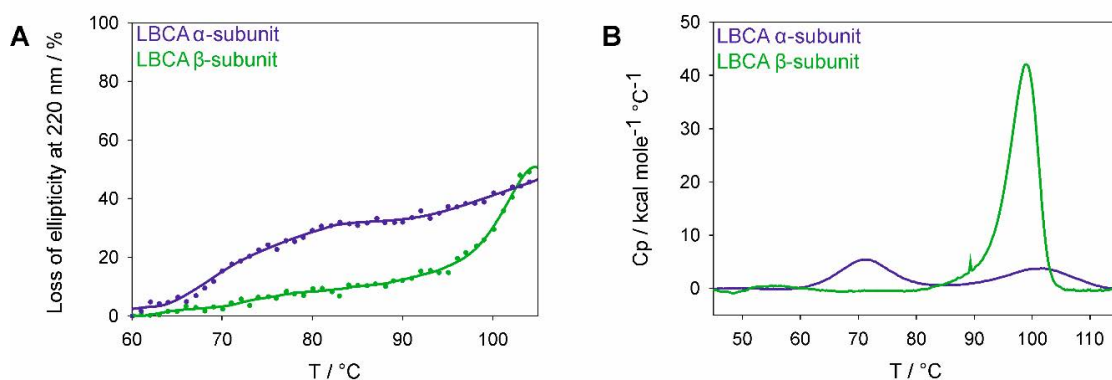 A
LBCA α-subunit
LBCA β-subunit
Loss of ellipticity at 220 nm / %
100
80
60
40
20
0
60 70 80 90 100
T / °C
B
LBCA α-subunit
LBCA β-subunit
Cp / kcal mole⁻¹ °C⁻¹
50
40
30
20
10
0
50 60 70 80 90 100 110
T / °C